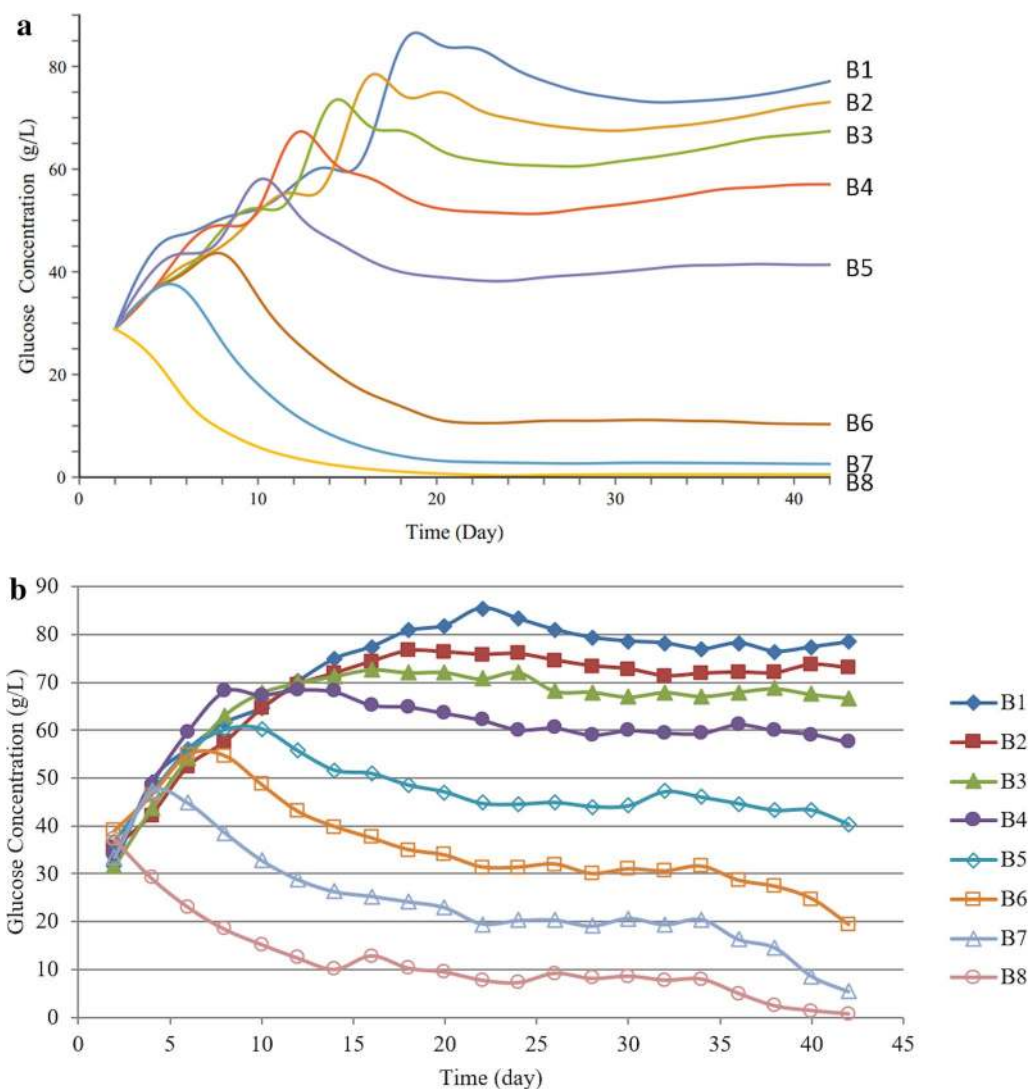 a
Glucose Concentration (g/L)
80
60
40
20
0
B1
B2
B3
B4
B5
B6
B7
B8
0 10 20 30 40
Time (Day)
b
Glucose Concentration (g/L)
90
80
70
60
50
40
30
20
10
0
0 5 10 15 20 25 30 35 40 45
Time (day)
B1
B2
B3
B4
B5
B6
B7
B8